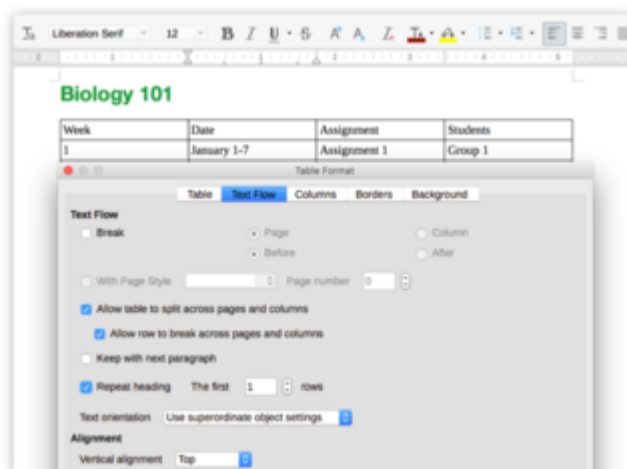 Liberation Serif 12 B I U S
Biology 101
Week Date Assignment Students
1 January 1-7 Assignment 1 Group 1
Table Format
Table Text Flow Columns Borders Background
Text Flow
Break Page Column
Before After
With Page Style Page number 0
Allow table to split across pages and columns
Allow row to break across pages and columns
Keep with next paragraph
Repeat heading The first 1 rows
Text orientation Use superordinate object settings
Alignment
Vertical alignment Top